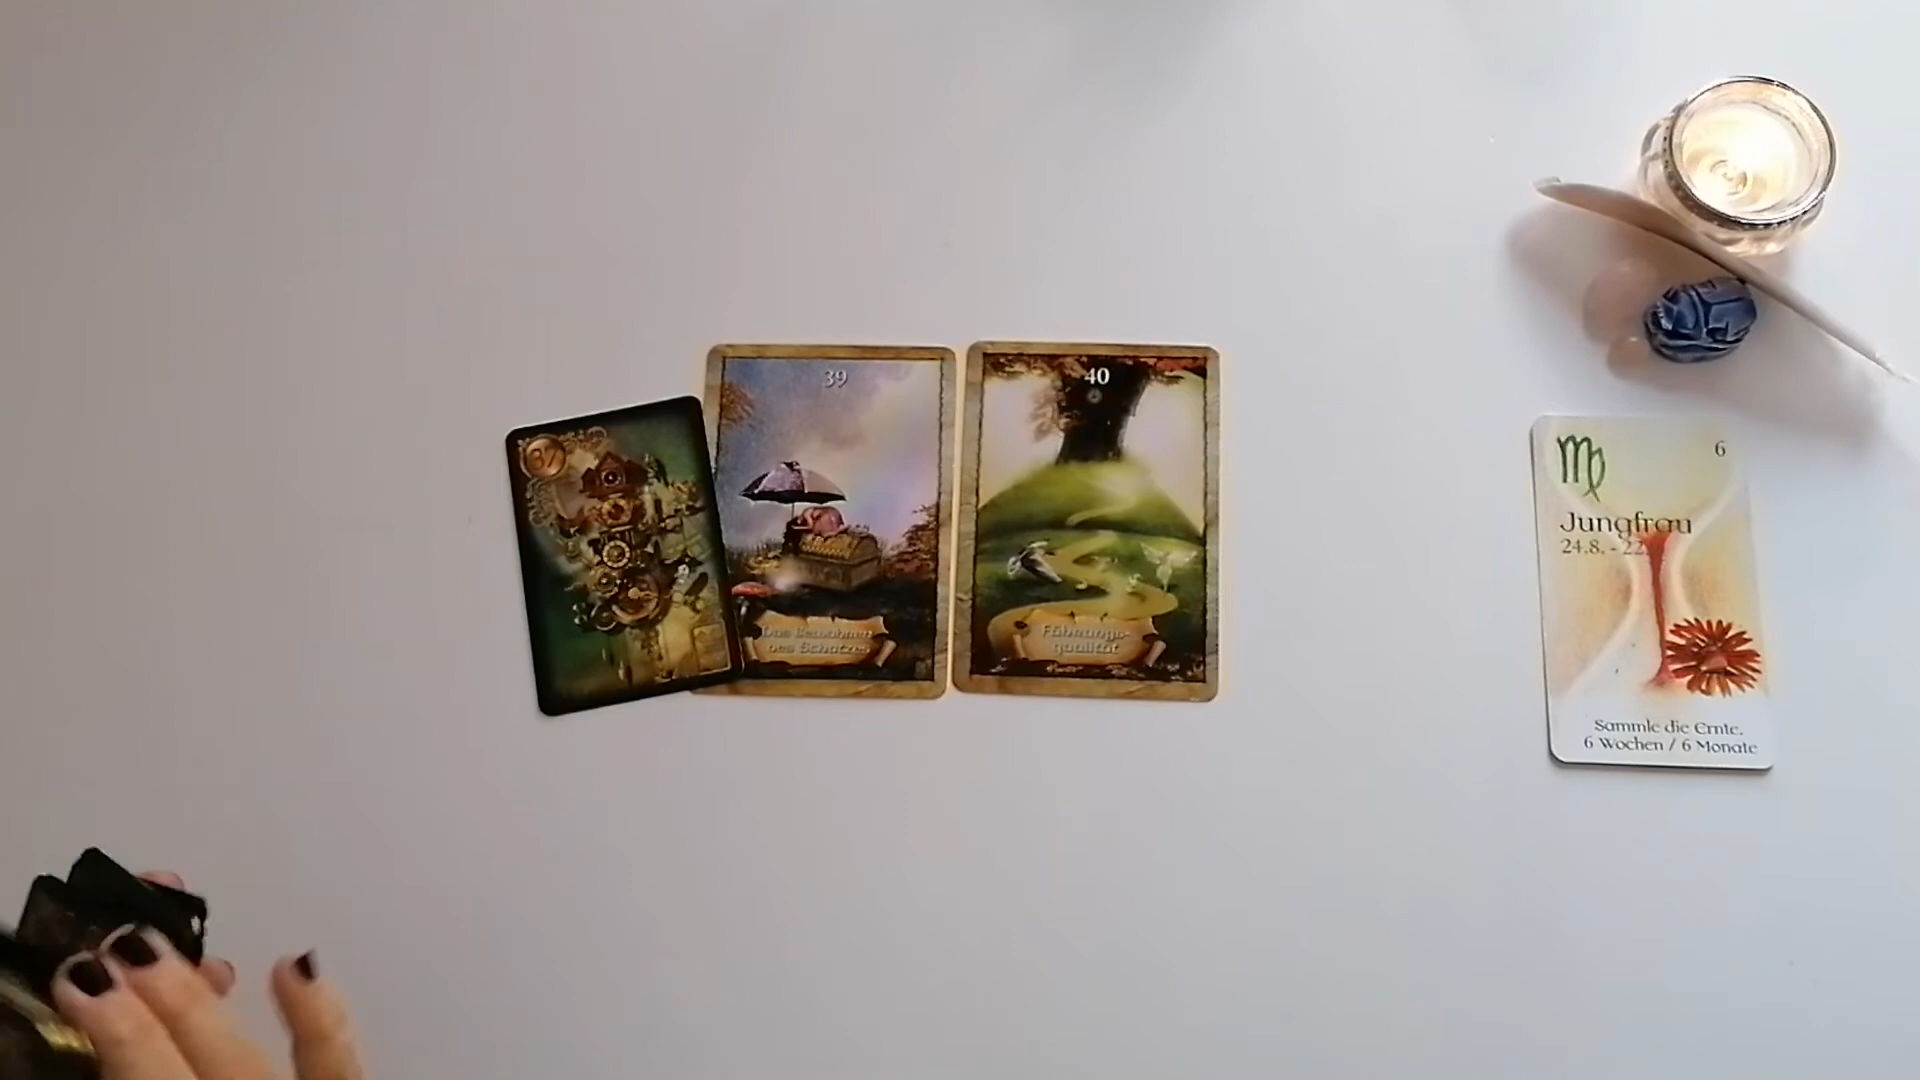 37
39
Das Bewahren
des Schatzes
40
Führungs-
qualität
6
Jungfrau
24.8. - 22.
Sammle die Ernte.
6 Wochen / 6 Monate